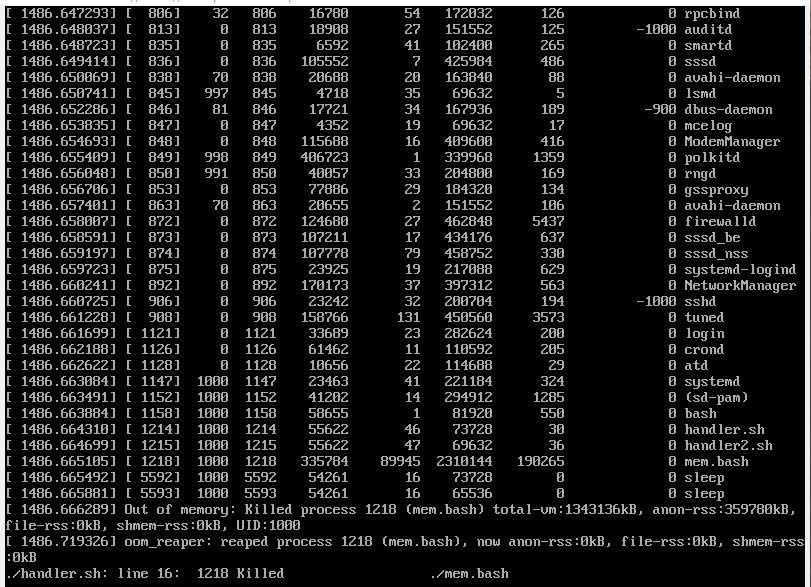 [ 1486.647293] [  806]    32   806    16780       54   172032      126             0 rpcbind
[ 1486.648037] [  813]     0   813    18908       27   151552      125         -1000 auditd
[ 1486.648723] [  835]     0   835     6592       41   102400      265             0 smartd
[ 1486.649414] [  836]     0   836   105552        7   425984      486             0 sssd
[ 1486.650069] [  838]    70   838    20688       20   163840       88             0 avahi-daemon
[ 1486.650741] [  845]   997   845     4718       35    69632        5             0 lsmd
[ 1486.652286] [  846]    81   846    17721       34   167936      189          -900 dbus-daemon
[ 1486.653835] [  847]     0   847     4352       19    69632       17             0 mcelog
[ 1486.654693] [  848]     0   848   115688       16   409600      416             0 ModemManager
[ 1486.655409] [  849]   998   849   406723        1   339968     1359             0 polkitd
[ 1486.656048] [  850]   991   850    40057       33   204800      169             0 rngd
[ 1486.656706] [  853]     0   853    77886       29   184320      134             0 gssproxy
[ 1486.657401] [  863]    70   863    20655        2   151552      106             0 avahi-daemon
[ 1486.658007] [  872]     0   872   124680       27   462848     5437             0 firewalld
[ 1486.658591] [  873]     0   873   107211       17   434176      637             0 sssd_be
[ 1486.659197] [  874]     0   874   107778       79   458752      330             0 sssd_nss
[ 1486.659723] [  875]     0   875    23925       19   217088      629             0 systemd-logind
[ 1486.660241] [  892]     0   892   170173       37   397312      563             0 NetworkManager
[ 1486.660725] [  906]     0   906    23242       32   200704      194         -1000 sshd
[ 1486.661228] [  908]     0   908   158766      131   450560     3573             0 tuned
[ 1486.661699] [ 1121]     0  1121    33689       23   282624      200             0 login
[ 1486.662188] [ 1126]     0  1126    61462       11   110592      205             0 crond
[ 1486.662622] [ 1128]     0  1128    10656       22   114688       29             0 atd
[ 1486.663084] [ 1147]  1000  1147    23463       41   221184      324             0 systemd
[ 1486.663491] [ 1152]  1000  1152    41202       14   294912     1285             0 (sd-pam)
[ 1486.663884] [ 1158]  1000  1158    58655        1    81920      550             0 bash
[ 1486.664310] [ 1214]  1000  1214    55622       46    73728       30             0 handler.sh
[ 1486.664699] [ 1215]  1000  1215    55622       47    69632       36             0 handler2.sh
[ 1486.665105] [ 1218]  1000  1218   335784    89945  2310144   190265             0 mem.bash
[ 1486.665492] [ 5592]  1000  5592    54261       16    73728        0             0 sleep
[ 1486.665881] [ 5593]  1000  5593    54261       16    65536        0             0 sleep
[ 1486.666289] Out of memory: Killed process 1218 (mem.bash) total-vm:1343136kB, anon-rss:359780kB,
file-rss:0kB, shmem-rss:0kB, UID:1000
[ 1486.719326] oom_reaper: reaped process 1218 (mem.bash), now anon-rss:0kB, file-rss:0kB, shmem-rss
:0kB
./handler.sh: line 16:  1218 Killed                  ./mem.bash